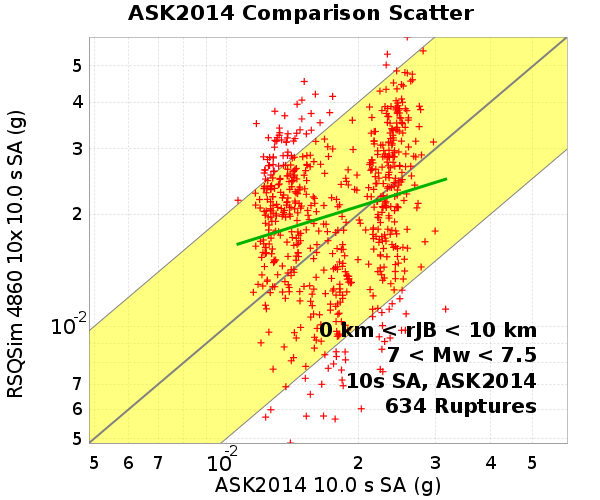 ASK2014 Comparison Scatter
RSQSim 4860 10x 10.0 s SA (g)
5
4
3
2
10-2
7
6
5
0 km < rJB < 10 km
7 < Mw < 7.5
10s SA, ASK2014
634 Ruptures
5 6 7 10-2 2 3 4 5
ASK2014 10.0 s SA (g)